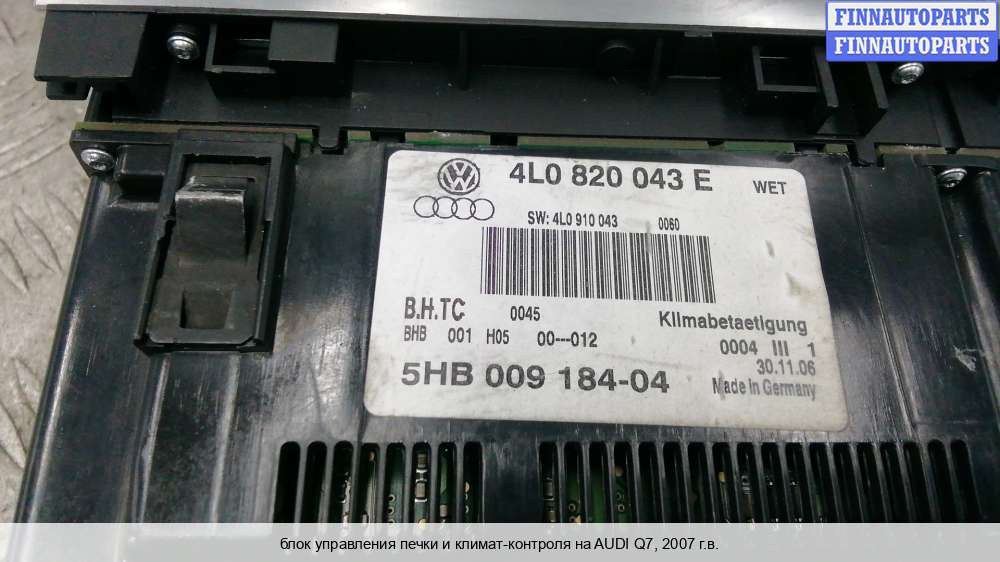 FINNAUTOPARTS
FINNAUTOPARTS
4L0 820 043 E WET
SW: 4L0 910 043 0060
B.H.TC 0045
Klimabetaetigung
BHB 001 H05 00---012
0004 III 1
30.11.06
5HB 009 184-04
Made in Germany
блок управления печки и климат-контроля на AUDI Q7, 2007 г.в.